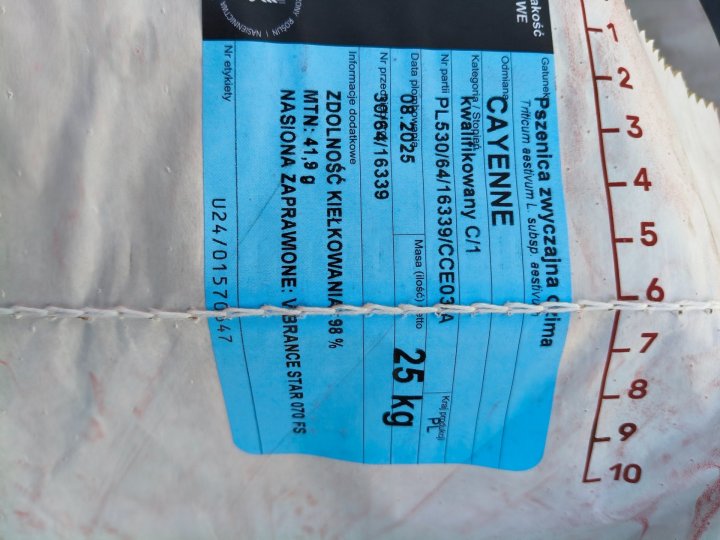 JAKOŚĆ
WE
Gatunek
Pszenica zwyczajna ozima
Triticum aestivum L. subsp. aestivum
Odmiana
CAYENNE
Kategoria / Stopień
kwalifikowany C/1
Nr partii
PL530/64/16339/CCE03 A
Kraj produkcji
PL
Data plombowania
08.2025
Masa (ilość) netto
25 kg
30/64/16339
Informacje dodatkowe
ZDOLNOŚĆ KIEŁKOWANIA: 98 %
MTN: 41,9 g
NASIONA ZAPRAWIONE: VIBRANCE STAR 070 FS
Nr etykiety
U24/01570 47
1
2
3
4
5
6
7
8
9
10